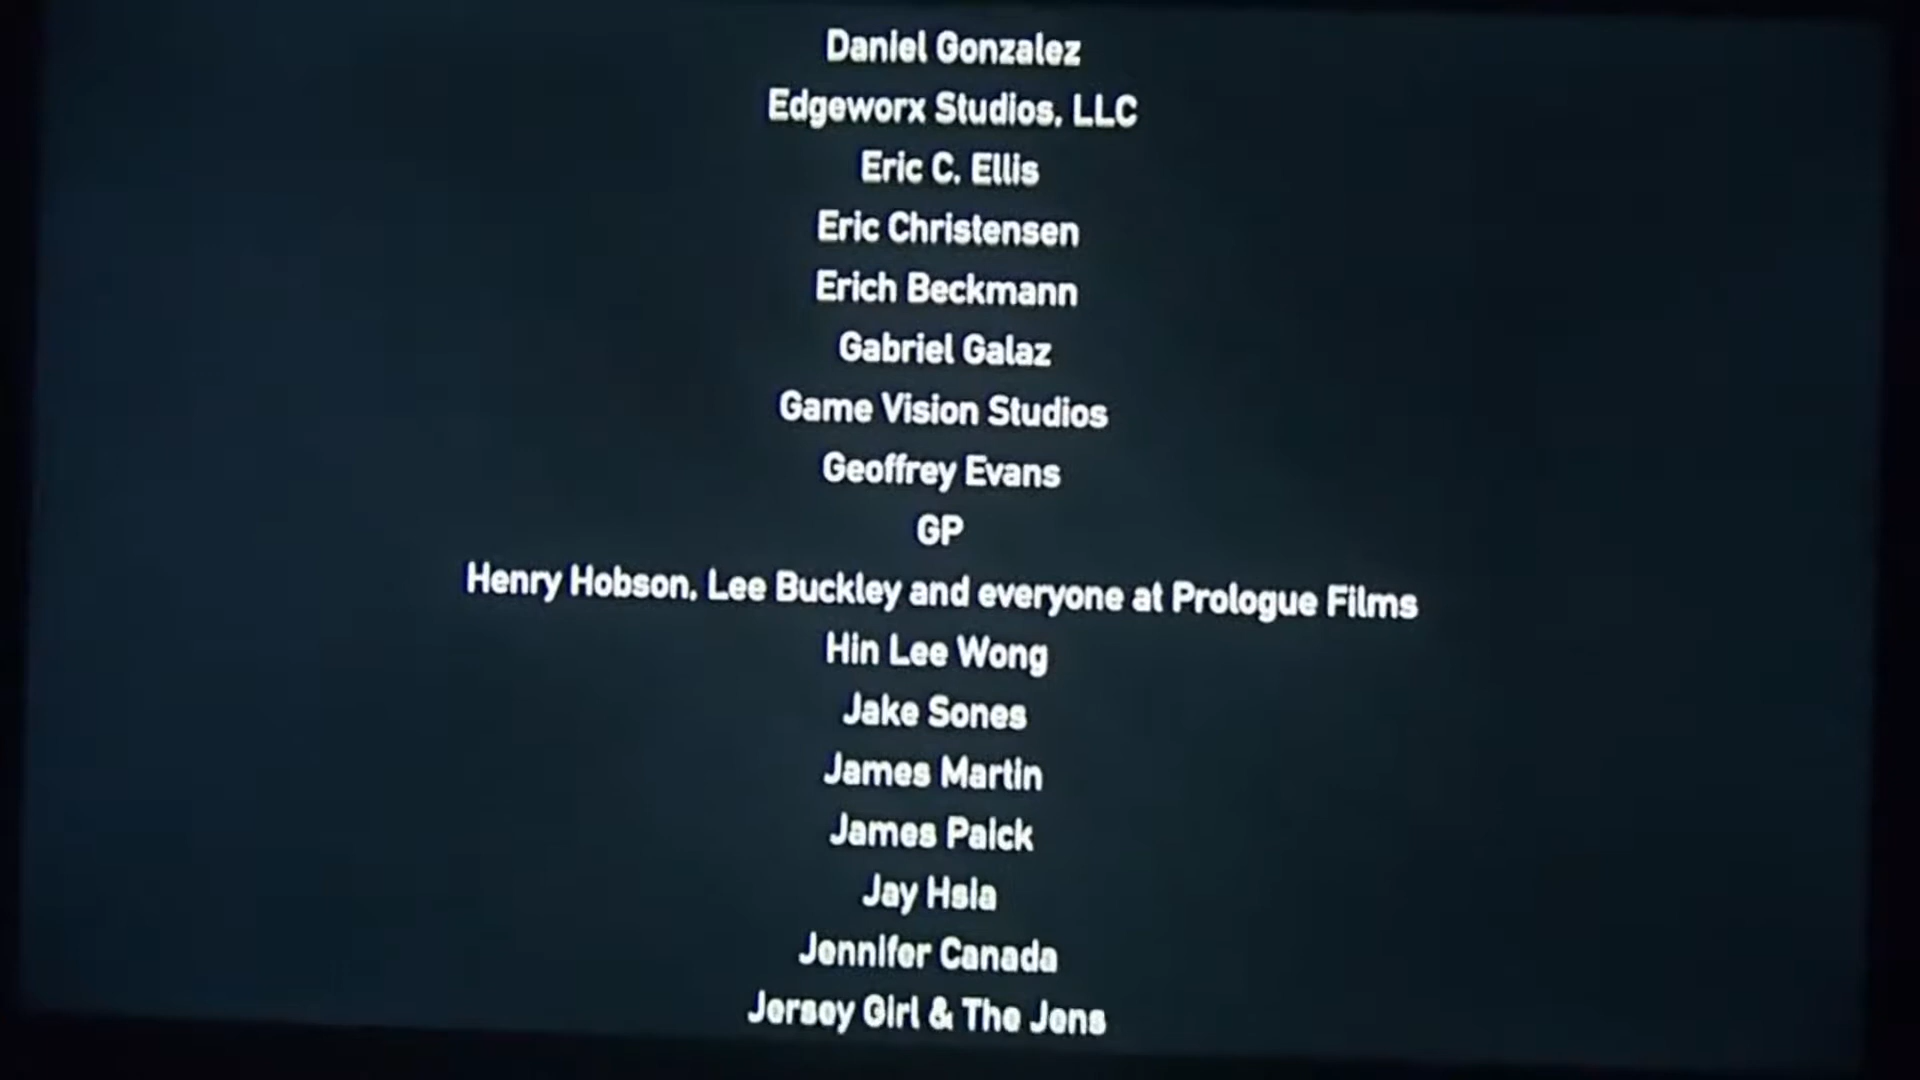 Daniel Gonzalez
Edgeworx Studios, LLC
Eric C. Ellis
Eric Christensen
Erich Beckmann
Gabriel Galaz
Game Vision Studios
Geoffrey Evans
GP
Henry Hobson, Lee Buckley and everyone at Prologue Films
Hin Lee Wong
Jake Sones
James Martin
James Paick
Jay Hsia
Jennifer Canada
Jersey Girl & The Jens